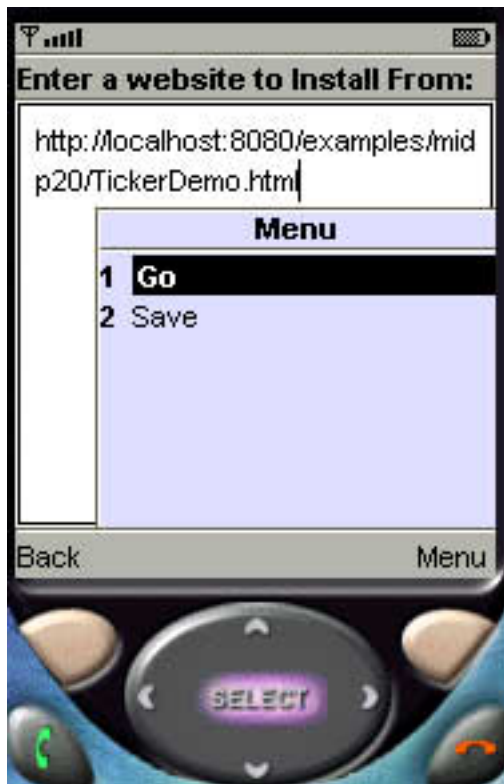 Enter a website to Install From:
http://localhost:8080/examples/mid
p20/TickerDemo.html
Menu
1 Go
2 Save
Back Menu
SELECT